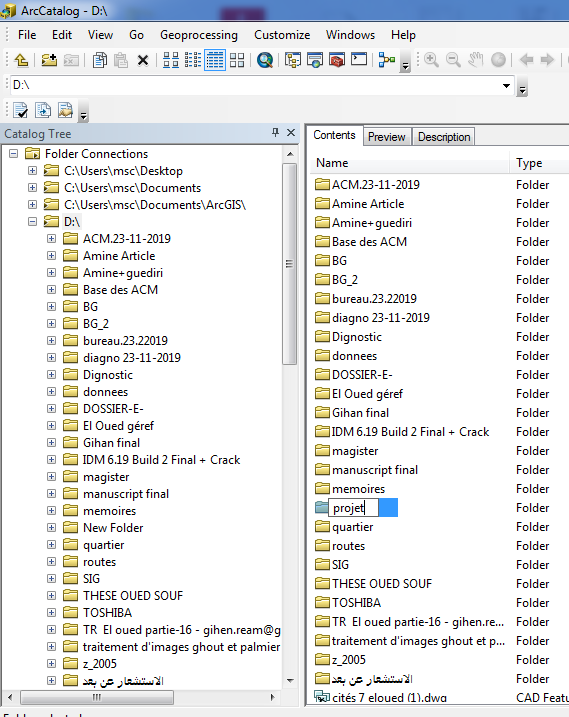 ArcCatalog - D:\
File Edit View Go Geoprocessing Customize Windows Help
D:\
Catalog Tree
Folder Connections
C:\Users\msc\Desktop
C:\Users\msc\Documents
C:\Users\msc\Documents\ArcGIS\
D:\
ACM.23-11-2019
Amine Article
Amine+guediri
Base des ACM
BG
BG_2
bureau.23.22019
diagno 23-11-2019
Dignostic
donnees
DOSSIER-E-
El Oued géref
Gihan final
IDM 6.19 Build 2 Final + Crack
magister
manuscript final
memoires
New Folder
quartier
routes
SIG
THESE OUED SOUF
TOSHIBA
TR El oued partie-16 - gihen.ream@g
traitement d'images ghout et palmier
z_2005
الاستشعار عن بعد
Contents Preview Description
Name Type
ACM.23-11-2019 Folder
Amine Article Folder
Amine+guediri Folder
Base des ACM Folder
BG Folder
BG_2 Folder
bureau.23.22019 Folder
diagno 23-11-2019 Folder
Dignostic Folder
donnees Folder
DOSSIER-E- Folder
El Oued géref Folder
Gihan final Folder
IDM 6.19 Build 2 Final + Crack Folder
magister Folder
manuscript final Folder
memoires Folder
projet
quartier Folder
routes Folder
SIG Folder
THESE OUED SOUF Folder
TOSHIBA Folder
TR El oued partie-16 - gihen.re... Folder
traitement d'images ghout et p... Folder
z_2005 Folder
الاستشعار عن بعد Folder
cités 7 eloued (1).dwg CAD Featu